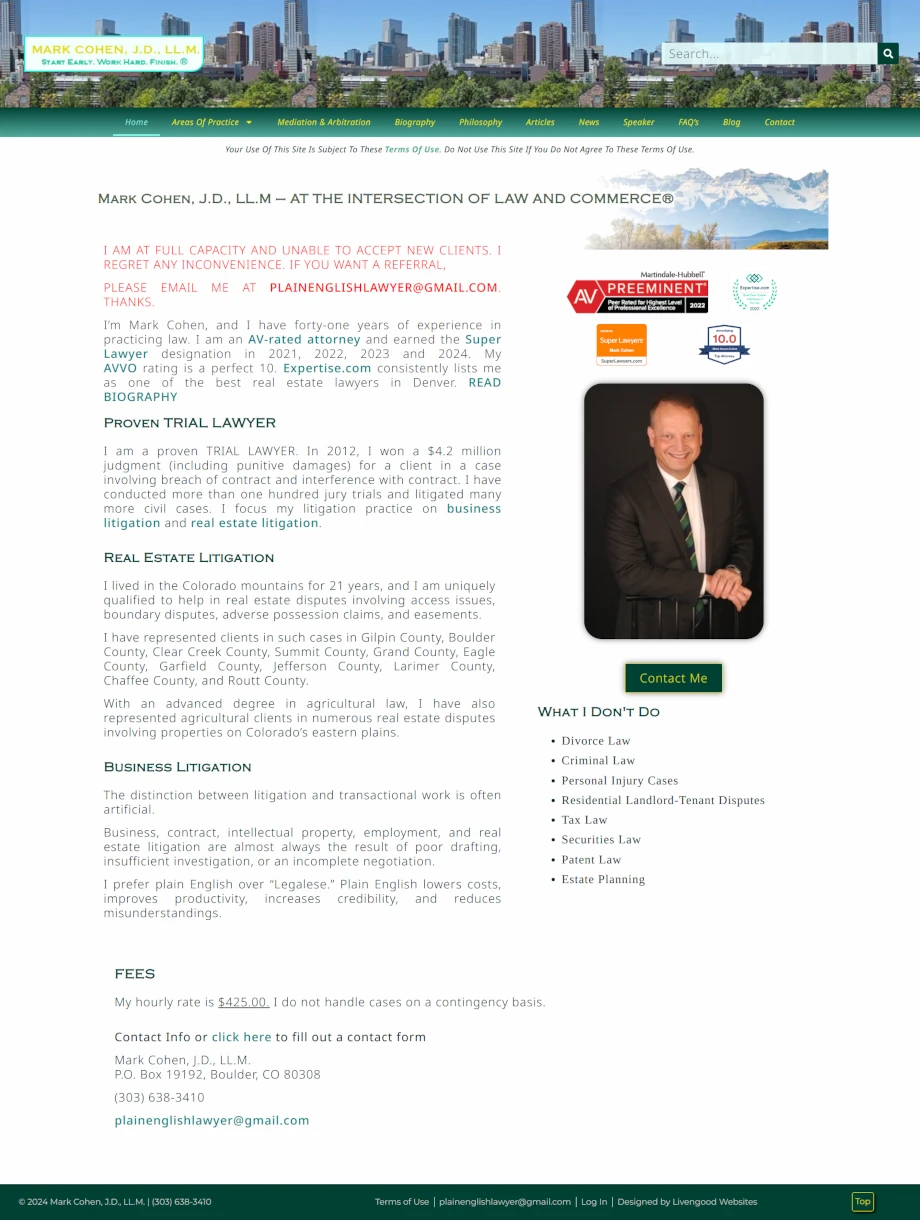 MARK COHEN, J.D., LL.M.
START EARLY. WORK HARD. FINISH. ®
Search...
Home
Areas Of Practice
Mediation & Arbitration
Biography
Philosophy
Articles
News
Speaker
FAQ's
Blog
Contact
Your Use Of This Site Is Subject To These Terms Of Use. Do Not Use This Site If You Do Not Agree To These Terms Of Use.
Mark Cohen, J.D., LL.M — AT THE INTERSECTION OF LAW AND COMMERCE®
I AM AT FULL CAPACITY AND UNABLE TO ACCEPT NEW CLIENTS. I
REGRET ANY INCONVENIENCE. IF YOU WANT A REFERRAL,
PLEASE EMAIL ME AT PLAINENGLISHLAWYER@GMAIL.COM.
THANKS.
I'm Mark Cohen, and I have forty-one years of experience in
practicing law. I am an AV-rated attorney and earned the Super
Lawyer designation in 2021, 2022, 2023 and 2024. My
AVVO rating is a perfect 10. Expertise.com consistently lists me
as one of the best real estate lawyers in Denver. READ
BIOGRAPHY
Proven TRIAL LAWYER
I am a proven TRIAL LAWYER. In 2012, I won a $4.2 million
judgment (including punitive damages) for a client in a case
involving breach of contract and interference with contract. I have
conducted more than one hundred jury trials and litigated many
more civil cases. I focus my litigation practice on business
litigation and real estate litigation.
Real Estate Litigation
I lived in the Colorado mountains for 21 years, and I am uniquely
qualified to help in real estate disputes involving access issues,
boundary disputes, adverse possession claims, and easements.
I have represented clients in such cases in Gilpin County, Boulder
County, Clear Creek County, Summit County, Grand County, Eagle
County, Garfield County, Jefferson County, Larimer County,
Chaffee County, and Routt County.
With an advanced degree in agricultural law, I have also
represented agricultural clients in numerous real estate disputes
involving properties on Colorado's eastern plains.
Business Litigation
The distinction between litigation and transactional work is often
artificial.
Business, contract, intellectual property, employment, and real
estate litigation are almost always the result of poor drafting,
insufficient investigation, or an incomplete negotiation.
I prefer plain English over “Legalese.” Plain English lowers costs,
improves productivity, increases credibility, and reduces
misunderstandings.
Martindale-Hubbell®
AV PREEMINENT®
Peer Rated for Highest Level
of Professional Excellence
2022
Expertise.com
2022
Super Lawyers
Mark Cohen
SuperLawyers.com
10.0
Top Attorney
Contact Me
What I Don't Do
• Divorce Law
• Criminal Law
• Personal Injury Cases
• Residential Landlord-Tenant Disputes
• Tax Law
• Securities Law
• Patent Law
• Estate Planning
FEES
My hourly rate is $425.00. I do not handle cases on a contingency basis.
Contact Info or click here to fill out a contact form
Mark Cohen, J.D., LL.M.
P.O. Box 19192, Boulder, CO 80308
(303) 638-3410
plainenglishlawyer@gmail.com
© 2024 Mark Cohen, J.D., LL.M. | (303) 638-3410
Terms of Use | plainenglishlawyer@gmail.com | Log In | Designed by Livengood Websites
Top